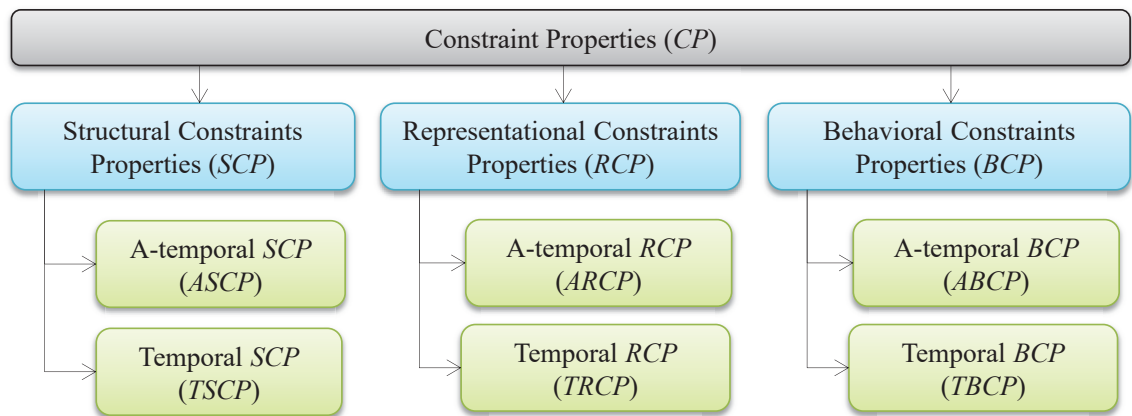 Constraint Properties (CP)
Structural Constraints
Properties (SCP)
Representational Constraints
Properties (RCP)
Behavioral Constraints
Properties (BCP)
A-temporal SCP
(ASCP)
A-temporal RCP
(ARCP)
A-temporal BCP
(ABCP)
Temporal SCP
(TSCP)
Temporal RCP
(TRCP)
Temporal BCP
(TBCP)